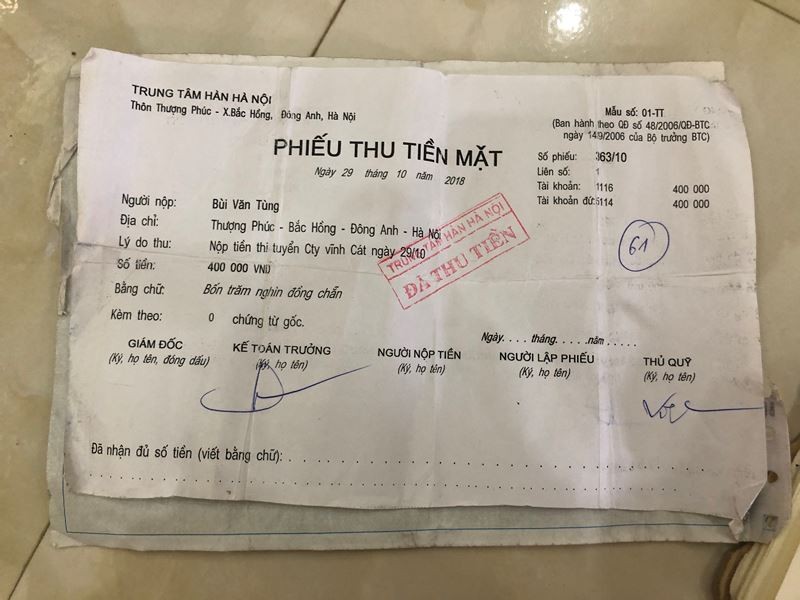 TRUNG TÂM HÀN HÀ NỘI
Thôn Thượng Phúc - X.Bắc Hồng, Đông Anh, Hà Nội
Mẫu số: 01-TT
(Ban hành theo QĐ số 48/2006/QĐ-BTC
ngày 14/9/2006 của Bộ trưởng BTC)
PHIẾU THU TIỀN MẶT
Ngày 29 tháng 10 năm 2018
Số phiếu: 363/10
Liên số: 1
Tài khoản: 1116 400 000
Tài khoản đứ: 5114 400 000
Người nộp: Bùi Văn Tùng
Địa chỉ: Thượng Phúc - Bắc Hồng - Đông Anh - Hà Nội
Lý do thu: Nộp tiền thi tuyển Cty vĩnh Cát ngày 29/10
Số tiền: 400 000 VND
Bằng chữ: Bốn trăm nghìn đồng chẵn
Kèm theo: 0 chứng từ gốc.
TRUNG TÂM HÀN HÀ NỘI
ĐÃ THU TIỀN
61
Ngày. . . . tháng. . . .năm. . . . . .
GIÁM ĐỐC KẾ TOÁN TRƯỞNG NGƯỜI NỘP TIỀN NGƯỜI LẬP PHIẾU THỦ QUỸ
(Ký, họ tên, đóng dấu) (Ký, họ tên) (Ký, họ tên) (Ký, họ tên) (Ký, họ tên)
Đã nhận đủ số tiền (viết bằng chữ):